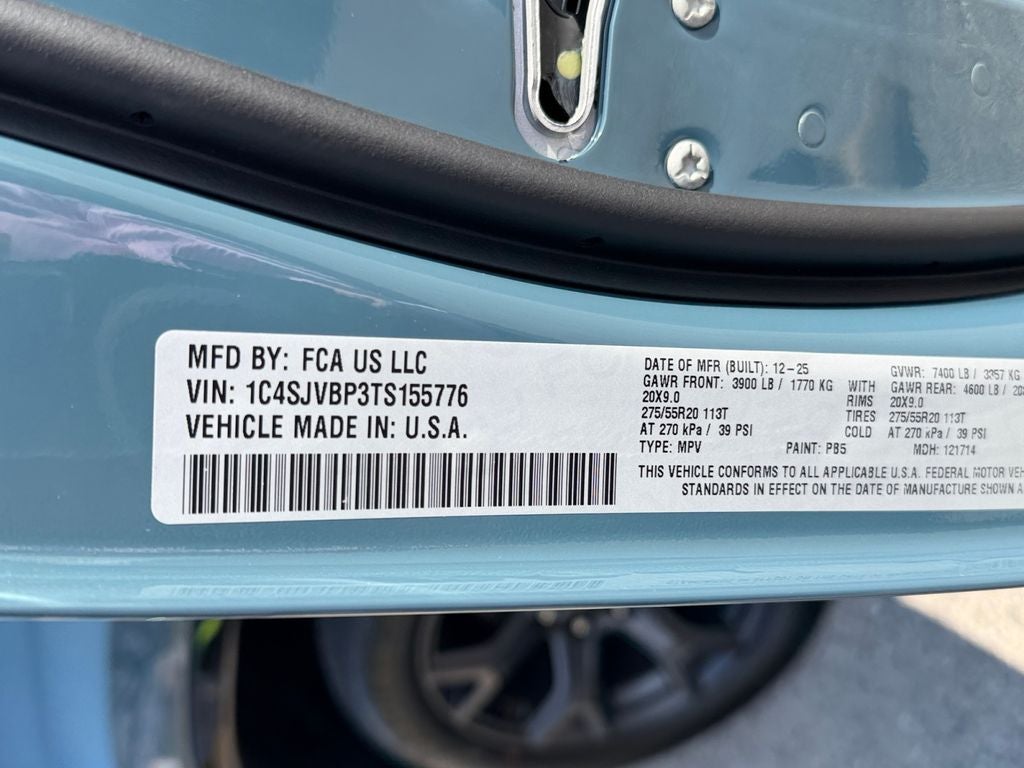 MFD BY: FCA US LLC
VIN: 1C4SJVBP3TS155776
VEHICLE MADE IN: U.S.A.
DATE OF MFR (BUILT): 12-25 GVWR: 7400 LB / 3357 KG
GAWR FRONT: 3900 LB / 1770 KG WITH GAWR REAR: 4600 LB /
20X9.0 RIMS 20X9.0
275/55R20 113T TIRES 275/55R20 113T
AT 270 kPa / 39 PSI COLD AT 270 kPa / 39 PSI
TYPE: MPV PAINT: PB5 MDH: 121714
THIS VEHICLE CONFORMS TO ALL APPLICABLE U.S.A. FEDERAL MOTOR VEH
STANDARDS IN EFFECT ON THE DATE OF MANUFACTURE SHOWN A